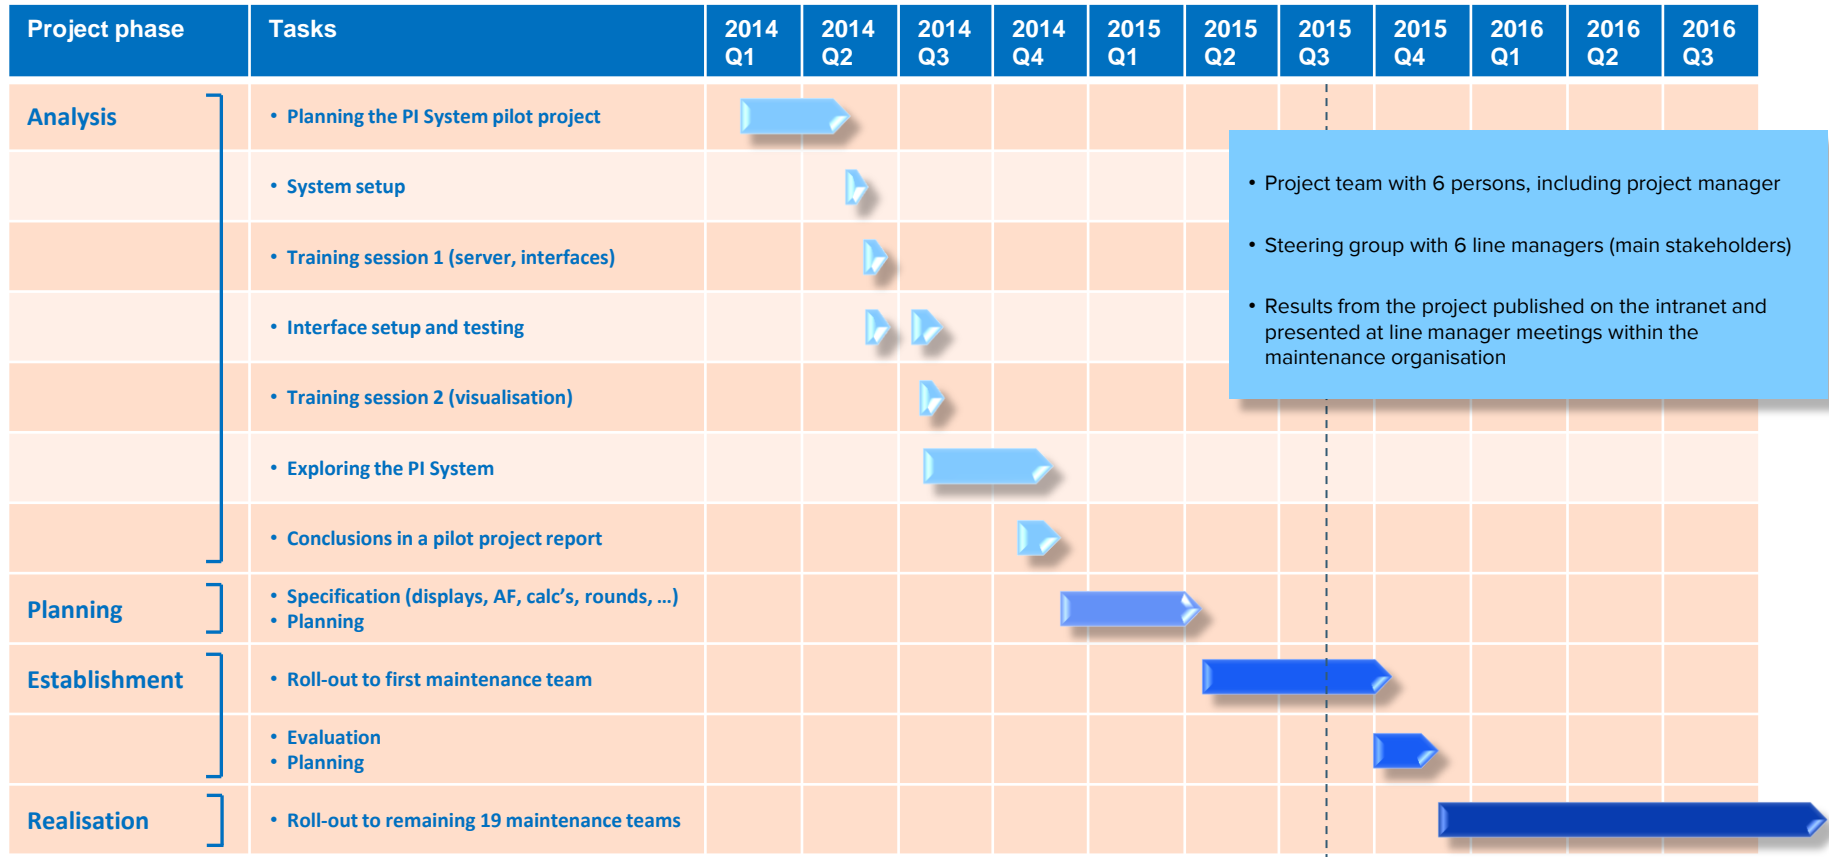 Project phase
Tasks
2014
Q1
2014
Q2
2014
Q3
2014
Q4
2015
Q1
2015
Q2
2015
Q3
2015
Q4
2016
Q1
2016
Q2
2016
Q3
Analysis
• Planning the PI System pilot project
• System setup
• Training session 1 (server, interfaces)
• Interface setup and testing
• Training session 2 (visualisation)
• Exploring the PI System
• Conclusions in a pilot project report
Planning
• Specification (displays, AF, calc’s, rounds, …)
• Planning
Establishment
• Roll-out to first maintenance team
• Evaluation
• Planning
Realisation
• Roll-out to remaining 19 maintenance teams
• Project team with 6 persons, including project manager
• Steering group with 6 line managers (main stakeholders)
• Results from the project published on the intranet and
presented at line manager meetings within the
maintenance organisation